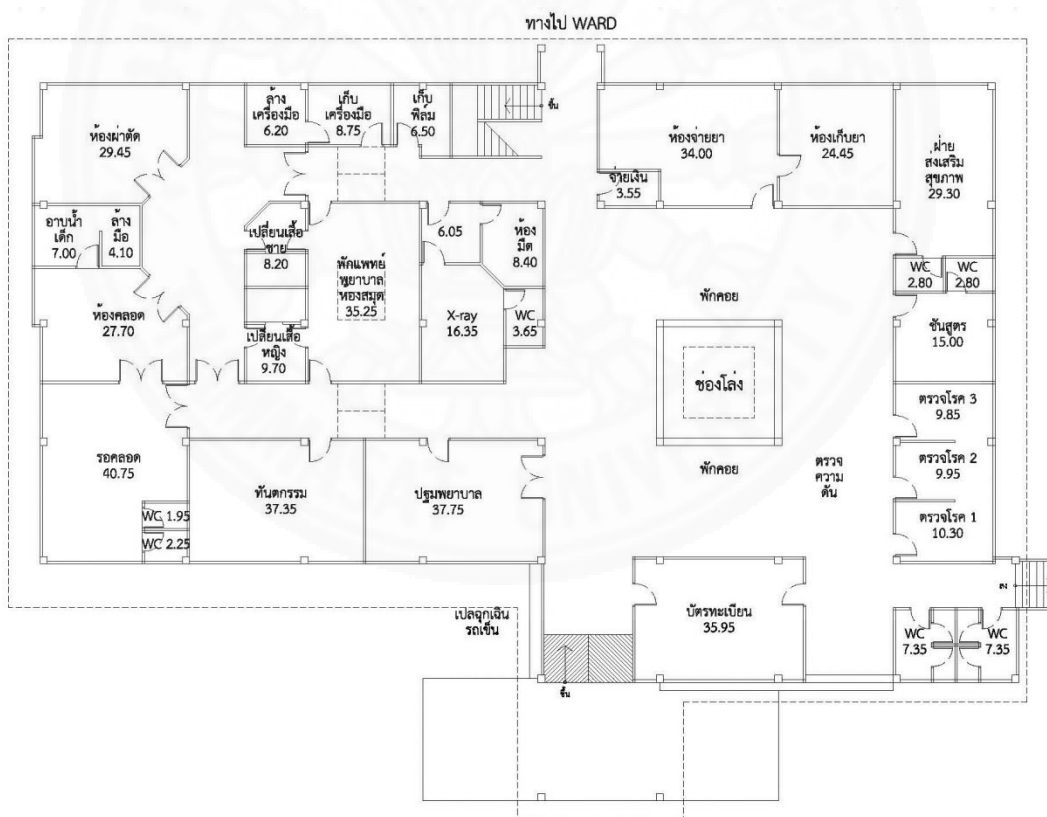 ทางไป WARD
ห้องผ่าตัด
29.45
ล้าง
เครื่องมือ
6.20
เก็บ
เครื่องมือ
8.75
เก็บ
ฟิล์ม
6.50
ขึ้น
ห้องจ่ายยา
34.00
จ่ายเงิน
3.55
ห้องเก็บยา
24.45
ฝ่าย
สงเสริม
สุขภาพ
29.30
อาบน้ำ
เด็ก
7.00
ล้าง
มือ
4.10
เปลี่ยนเสื้อ
ชาย
8.20
พักแพทย์
พยาบาล
ห้องสมุด
35.25
6.05
ห้อง
มืด
8.40
WC
2.80
WC
2.80
ห้องคลอด
27.70
เปลี่ยนเสื้อ
หญิง
9.70
X-ray
16.35
WC
3.65
พักคอย
ช่องโล่ง
พักคอย
ชันสูตร
15.00
ตรวจโรค 3
9.85
ตรวจโรค 2
9.95
ตรวจโรค 1
10.30
รอคลอด
40.75
WC 1.95
WC 2.25
ทันตกรรม
37.35
ปฐมพยาบาล
37.75
ตรวจ
ความ
ดัน
เปลฉุกเฉิน
รถเข็น
บัตรทะเบียน
35.95
WC
7.35
WC
7.35
ขึ้น